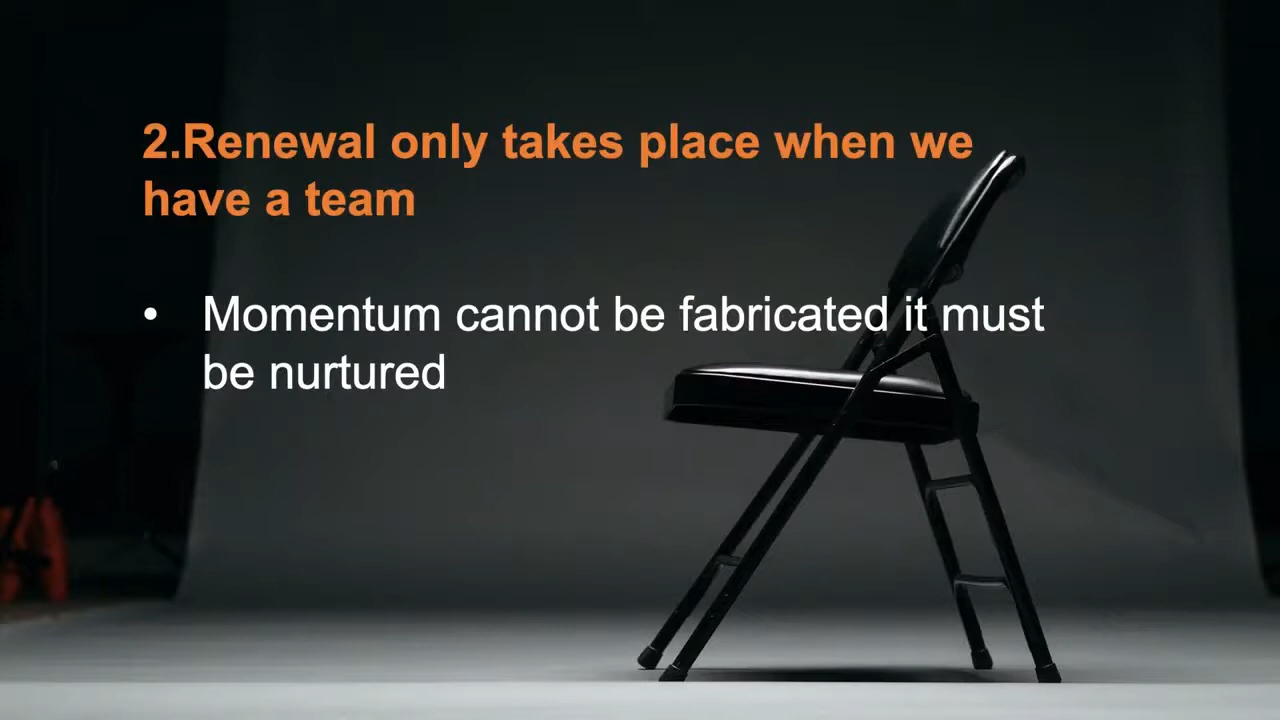 2.Renewal only takes place when we
have a team
• Momentum cannot be fabricated it must
be nurtured